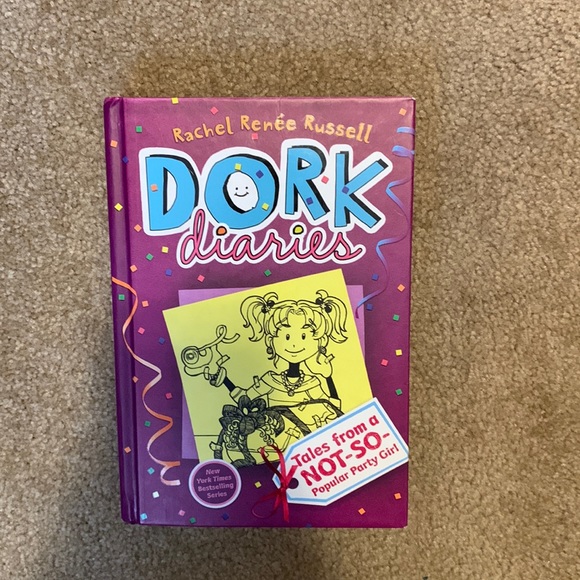 Rachel Renée Russell
DORK
diaries
Tales from a
NOT-SO-
Popular Party Girl
New
York Times
Bestselling
Series